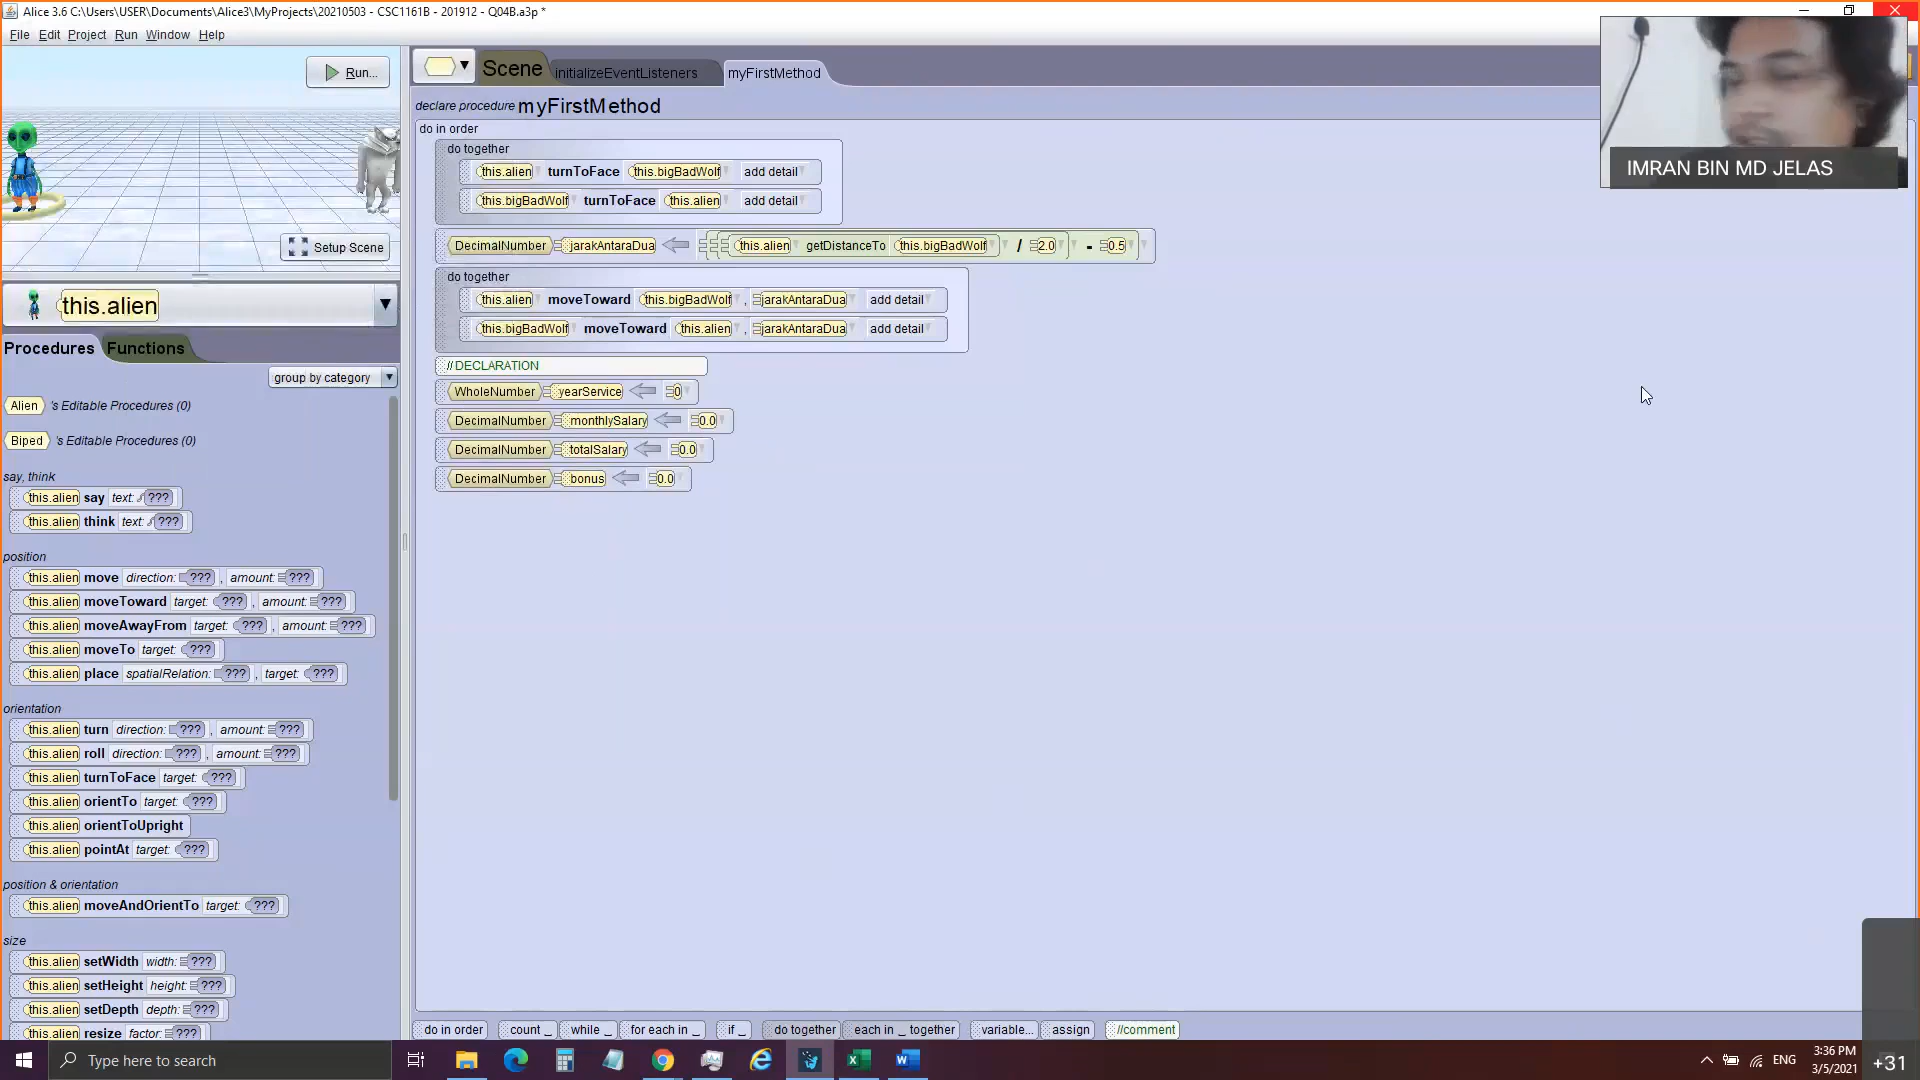 Alice 3.6 C:\Users\USER\Documents\Alice3\MyProjects\20210503 - CSC1161B - 201912 - Q04B.a3p *
File Edit Project Run Window Help
Run...
Setup Scene
this.alien
Procedures Functions
group by category
Alien 's Editable Procedures (0)
Biped 's Editable Procedures (0)
say, think
this.alien say text: ???
this.alien think text: ???
position
this.alien move direction: ??? , amount: ???
this.alien moveToward target: ??? , amount: ???
this.alien moveAwayFrom target: ??? , amount: ???
this.alien moveTo target: ???
this.alien place spatialRelation: ??? , target: ???
orientation
this.alien turn direction: ??? , amount: ???
this.alien roll direction: ??? , amount: ???
this.alien turnToFace target: ???
this.alien orientTo target: ???
this.alien orientToUpright
this.alien pointAt target: ???
position & orientation
this.alien moveAndOrientTo target: ???
size
this.alien setWidth width: ???
this.alien setHeight height: ???
this.alien setDepth depth: ???
this.alien resize factor: ???
Scene initializeEventListeners myFirstMethod
declare procedure myFirstMethod
do in order
do together
this.alien turnToFace this.bigBadWolf add detail
this.bigBadWolf turnToFace this.alien add detail
DecimalNumber jarakAntaraDua this.alien getDistanceTo this.bigBadWolf / 2.0 - 0.5
do together
this.alien moveToward this.bigBadWolf , jarakAntaraDua add detail
this.bigBadWolf moveToward this.alien , jarakAntaraDua add detail
//DECLARATION
WholeNumber yearService 0
DecimalNumber monthlySalary 0.0
DecimalNumber totalSalary 0.0
DecimalNumber bonus 0.0
do in order count _ while _ for each in _ if _ do together each in _ together variable... assign //comment
IMRAN BIN MD JELAS
Type here to search
ENG
3:36 PM
3/5/2021
+31